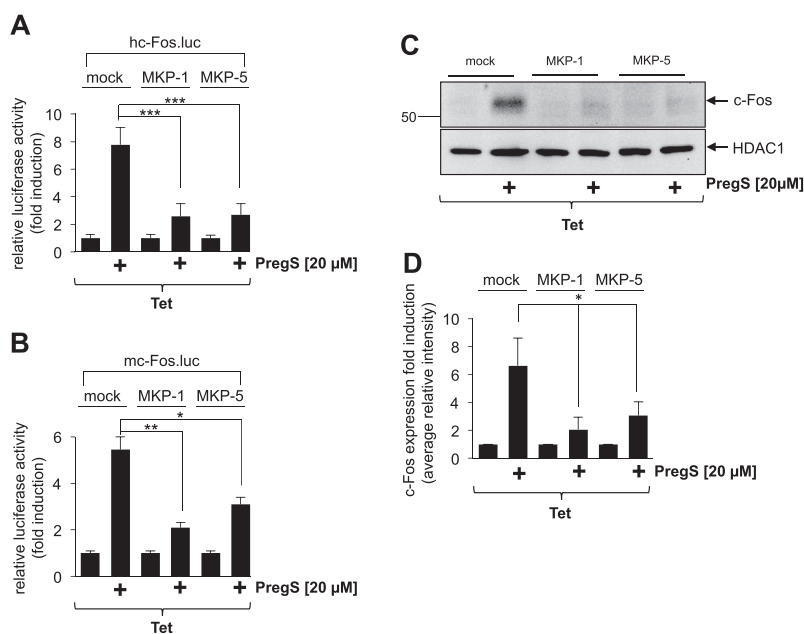 A
hc-Fos.luc
mock MKP-1 MKP-5
***
***
relative luciferase activity
(fold induction)
10
8
6
4
2
0
+ + + PregS [20 µM]
Tet
B
mc-Fos.luc
mock MKP-1 MKP-5
*
**
relative luciferase activity
(fold induction)
6
4
2
0
+ + + PregS [20 µM]
Tet
C
mock MKP-1 MKP-5
c-Fos
50
HDAC1
+ + + PregS [20µM]
Tet
D
mock MKP-1 MKP-5
*
c-Fos expression fold induction
(average relative intensity)
10
8
6
4
2
0
+ + + PregS [20 µM]
Tet